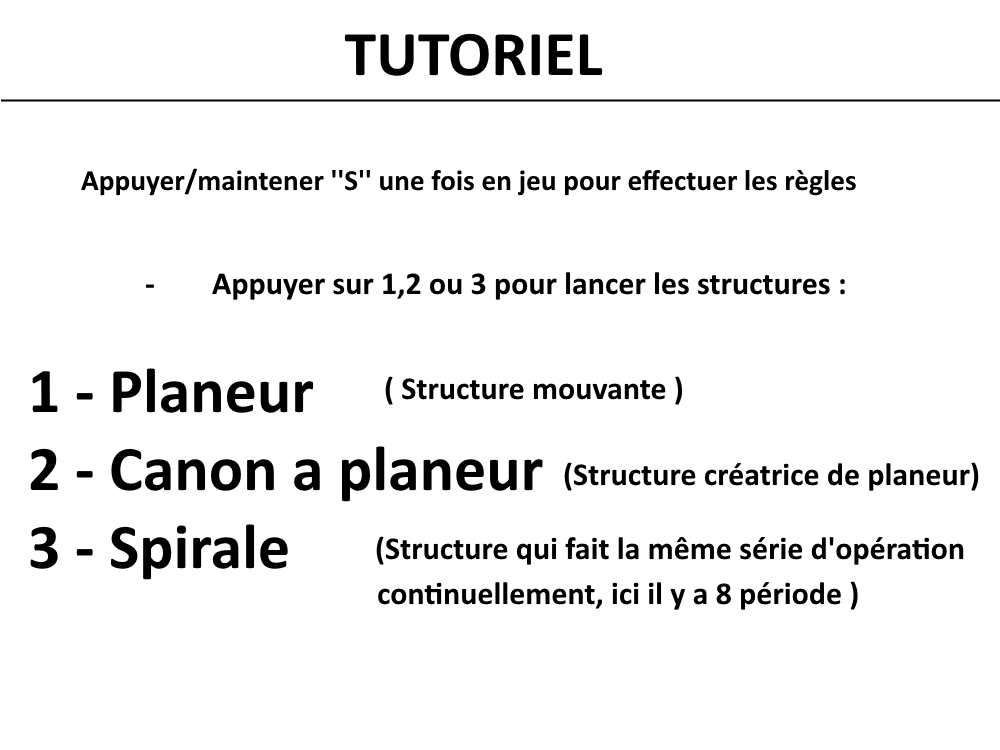 TUTORIEL
Appuyer/maintener ''S'' une fois en jeu pour effectuer les règles
- Appuyer sur 1,2 ou 3 pour lancer les structures :
1 - Planeur ( Structure mouvante )
2 - Canon a planeur (Structure créatrice de planeur)
3 - Spirale (Structure qui fait la même série d'opération
continuellement, ici il y a 8 période )